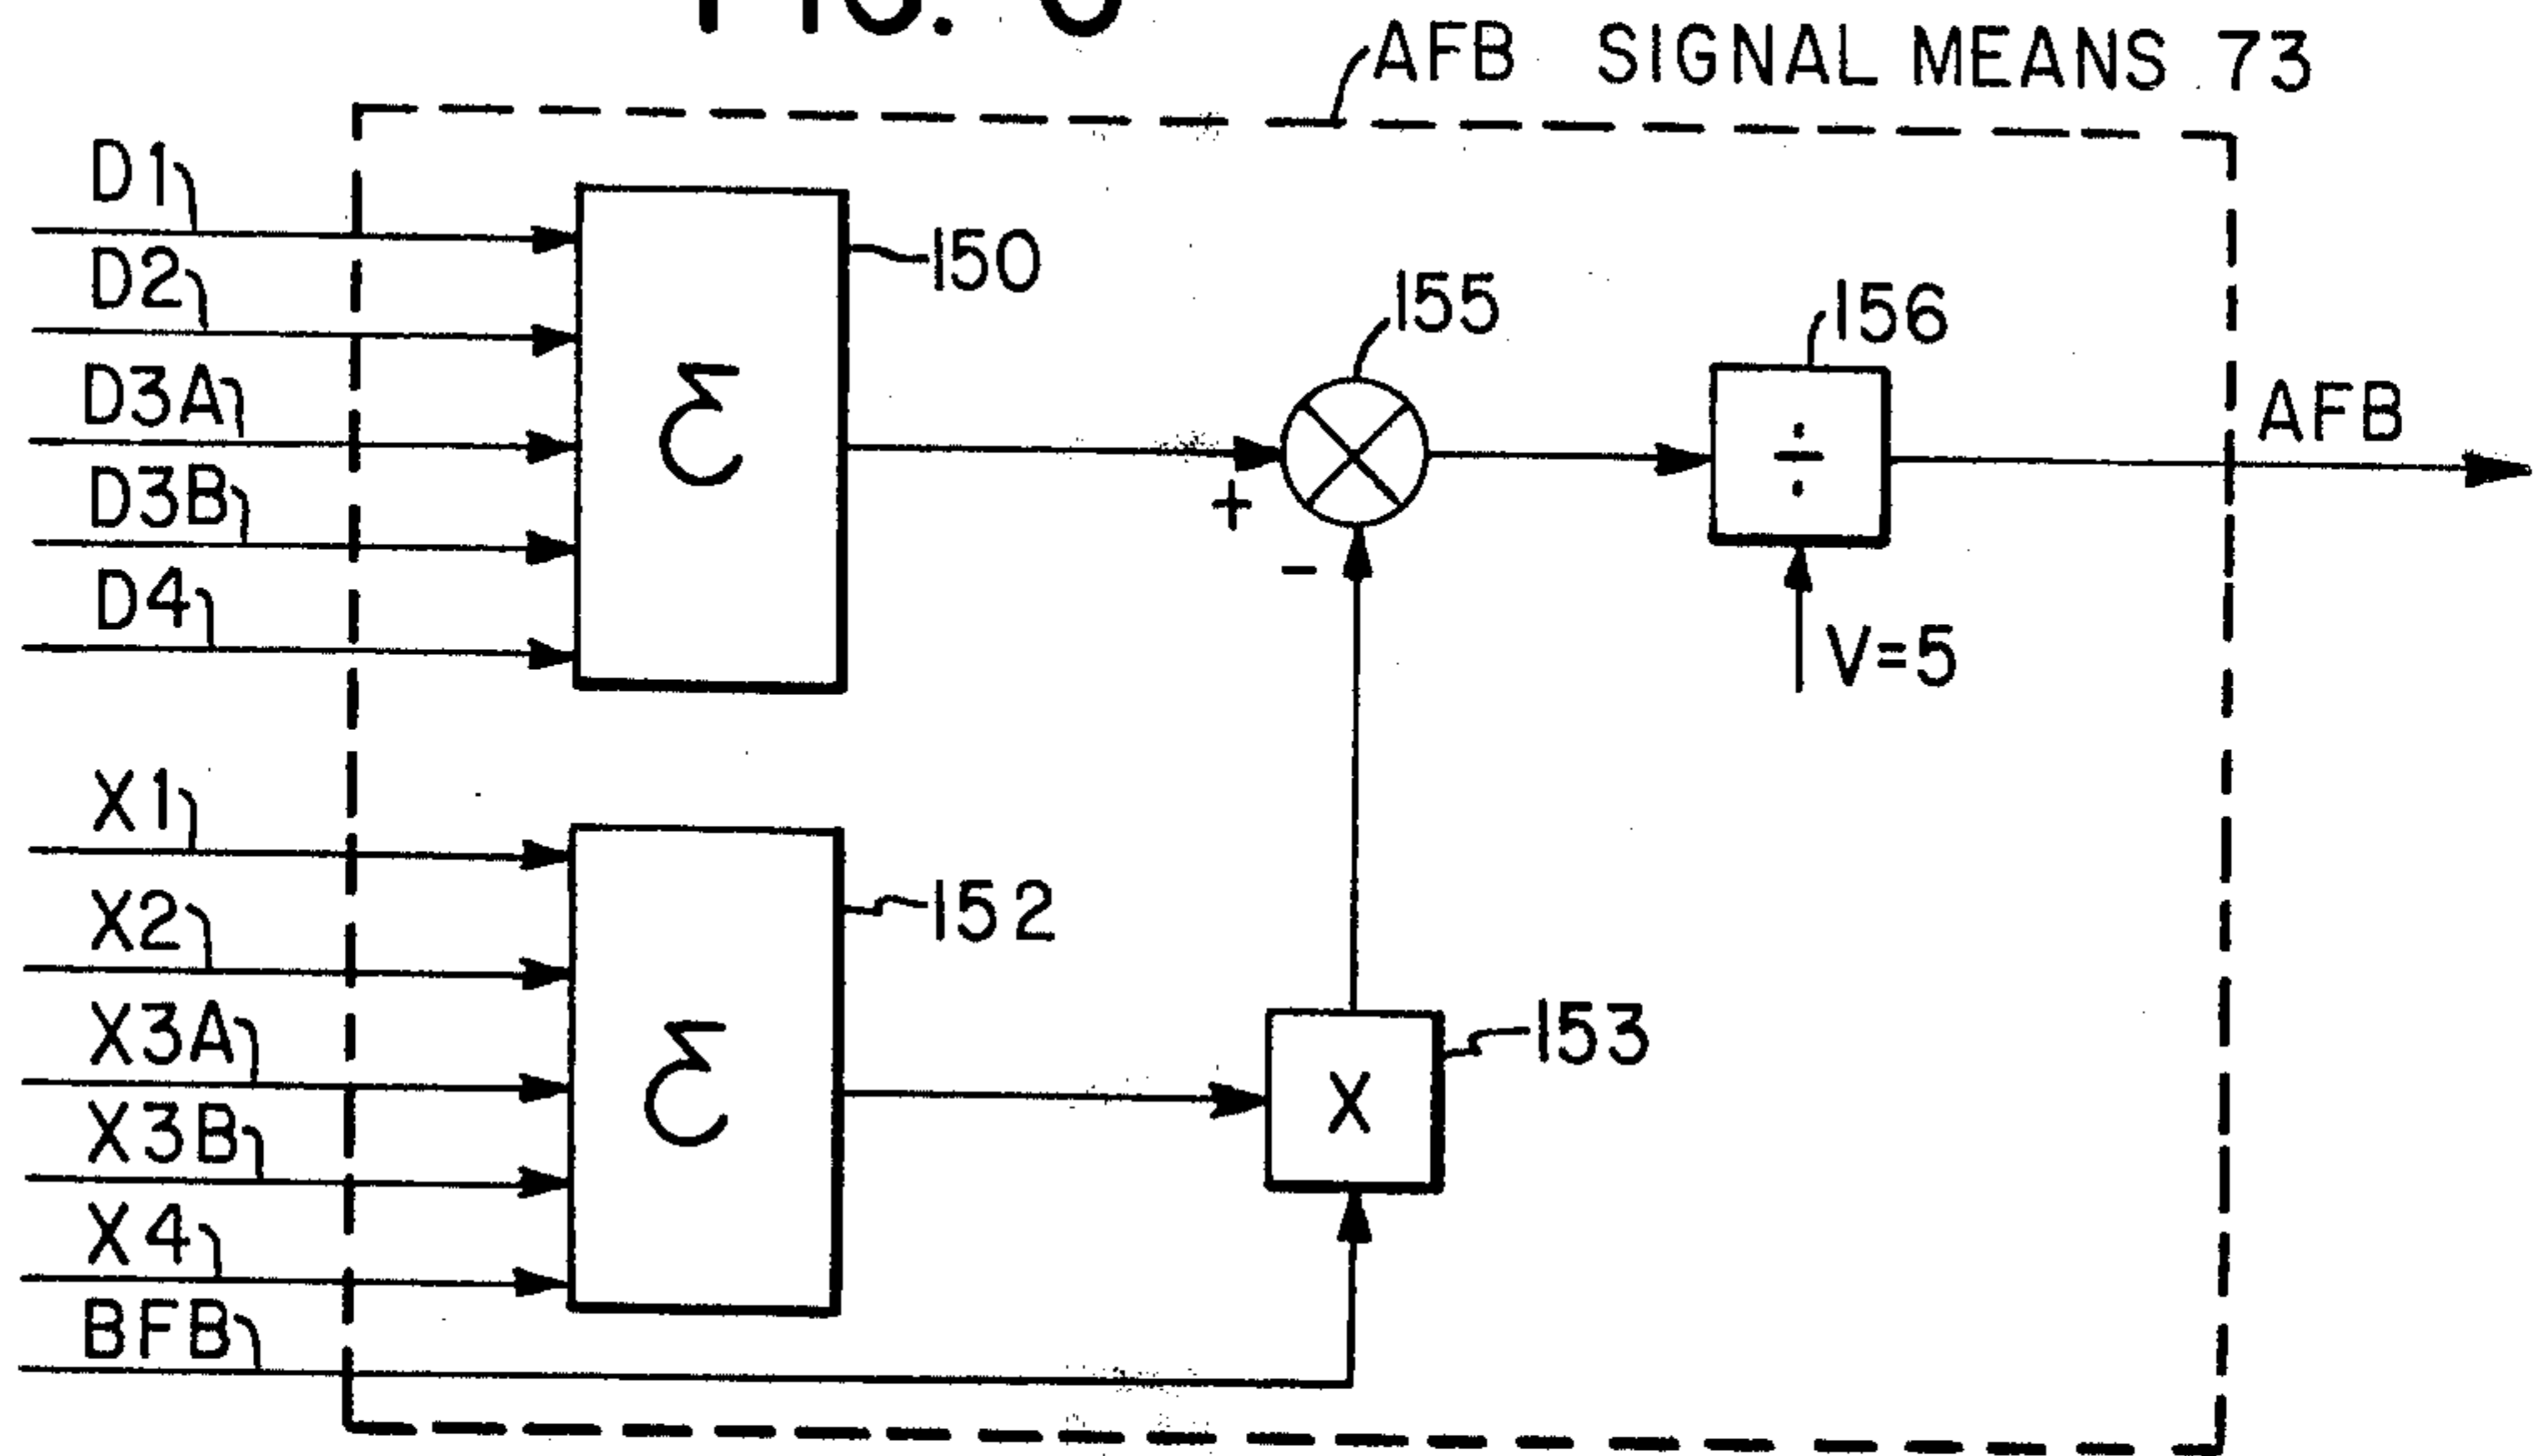 AFB SIGNAL MEANS 73
D1
D2
D3A
D3B
D4
150
155
156
AFB
+
-
÷
V=5
X1
X2
X3A
X3B
X4
BFB
152
153
X